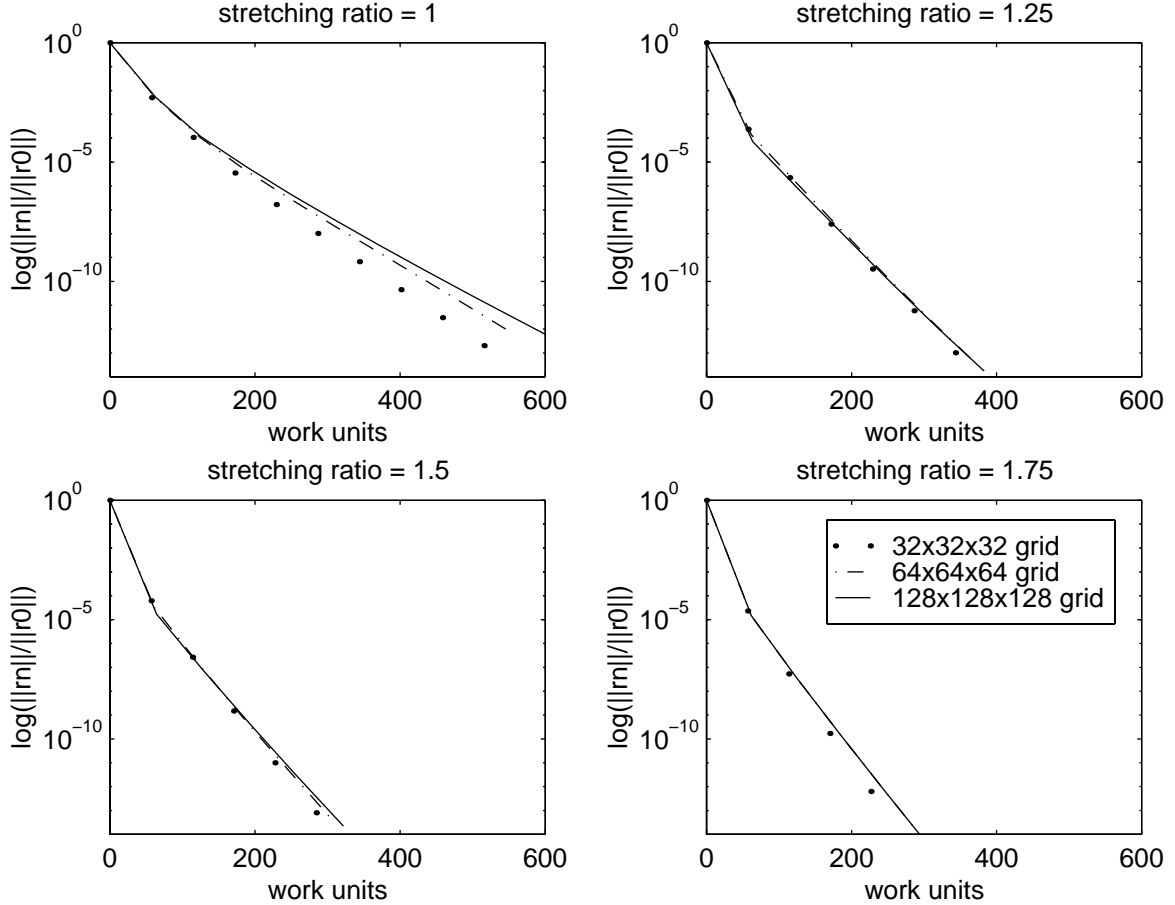 stretching ratio = 1
10^0
10^-5
10^-10
log(||rn||/||r0||)
0 200 400 600
work units
stretching ratio = 1.25
10^0
10^-5
10^-10
log(||rn||/||r0||)
0 200 400 600
work units
stretching ratio = 1.5
10^0
10^-5
10^-10
log(||rn||/||r0||)
0 200 400 600
work units
stretching ratio = 1.75
10^0
10^-5
10^-10
log(||rn||/||r0||)
32x32x32 grid
64x64x64 grid
128x128x128 grid
0 200 400 600
work units